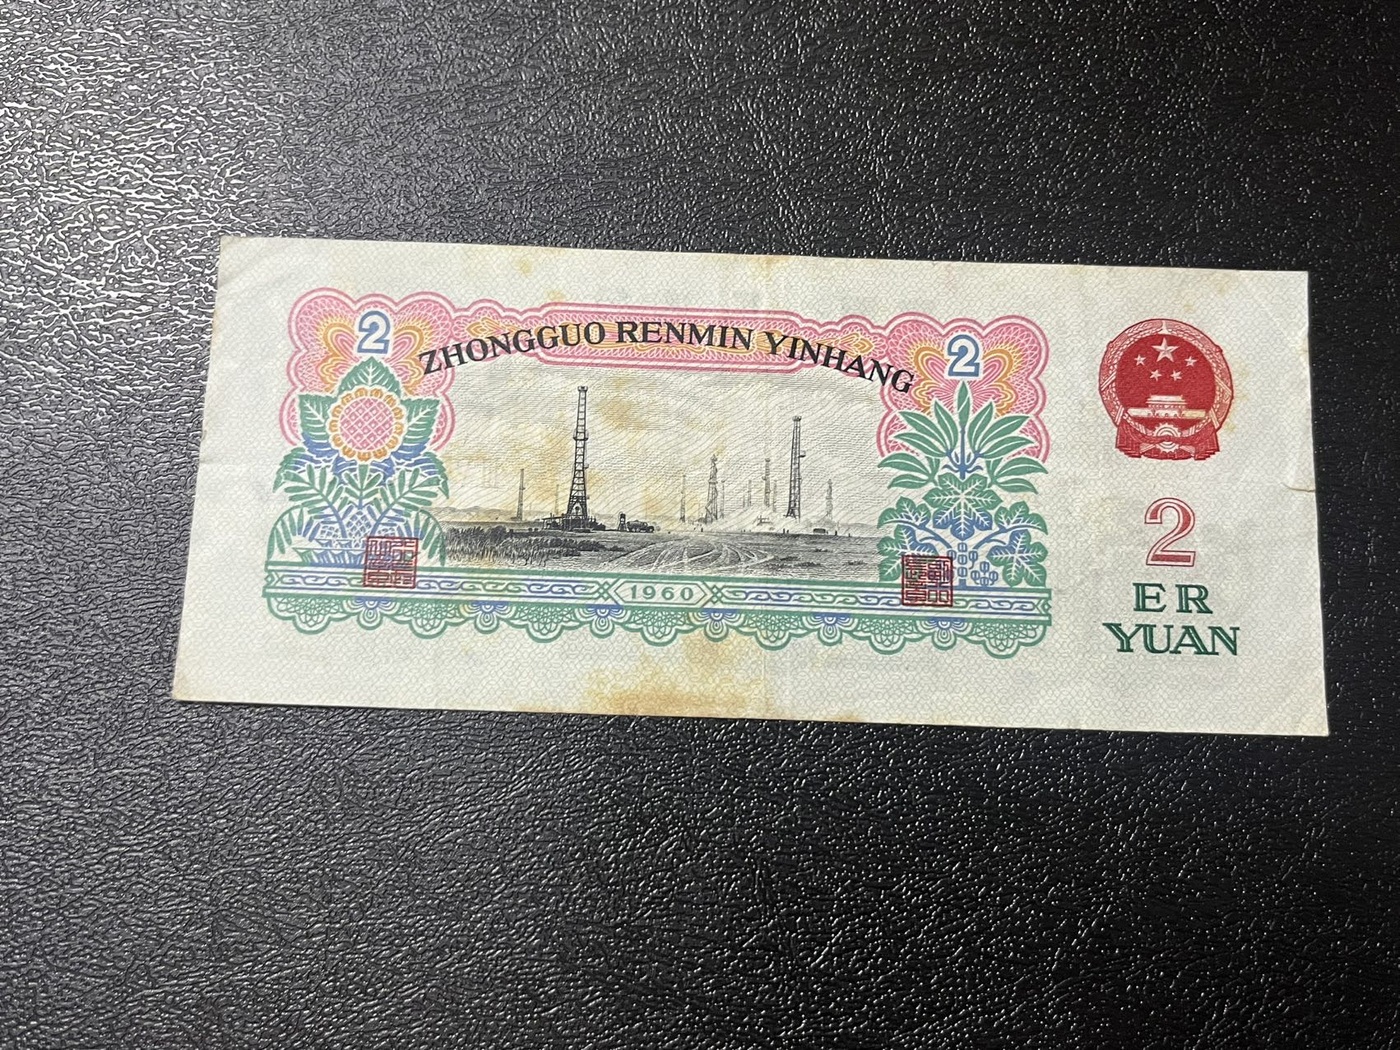 2
ZHONGGUO RENMIN YINHANG
2
1960
2
ER
YUAN